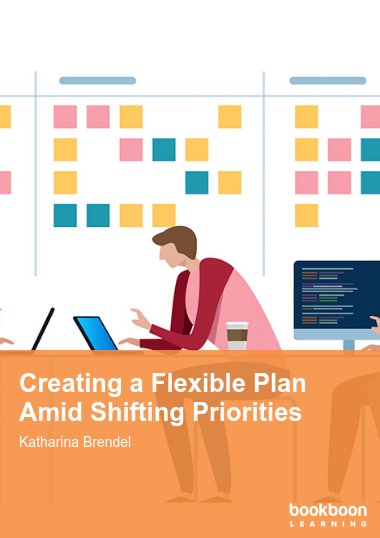 Creating a Flexible Plan
Amid Shifting Priorities
Katharina Brendel
bookboon
LEARNING